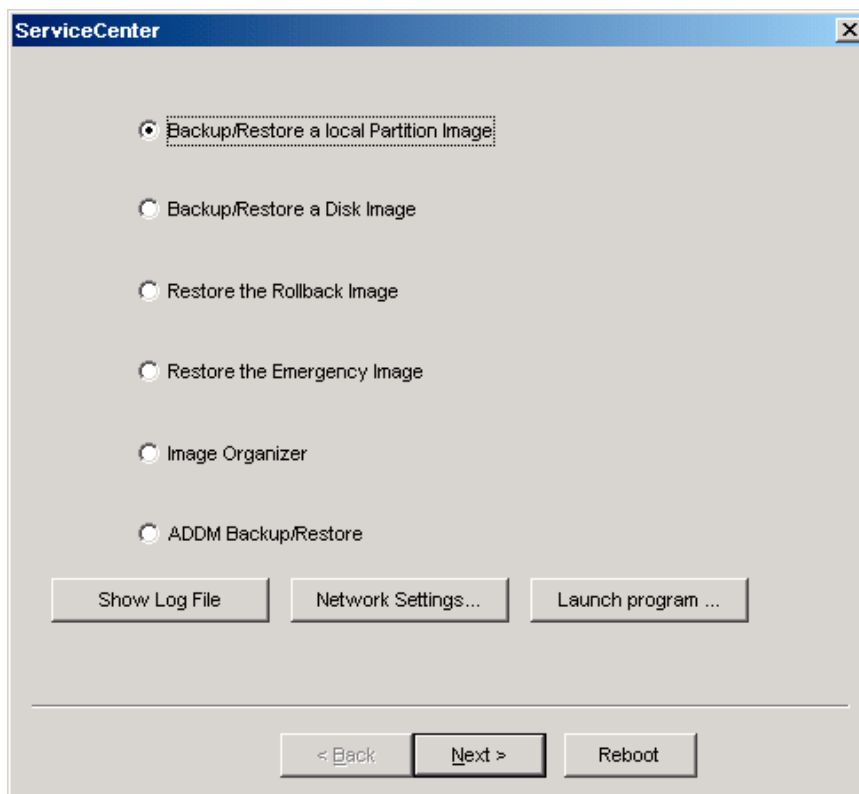 ServiceCenter
Backup/Restore a local Partition Image
Backup/Restore a Disk Image
Restore the Rollback Image
Restore the Emergency Image
Image Organizer
ADDM Backup/Restore
Show Log File Network Settings... Launch program ...
< Back Next > Reboot